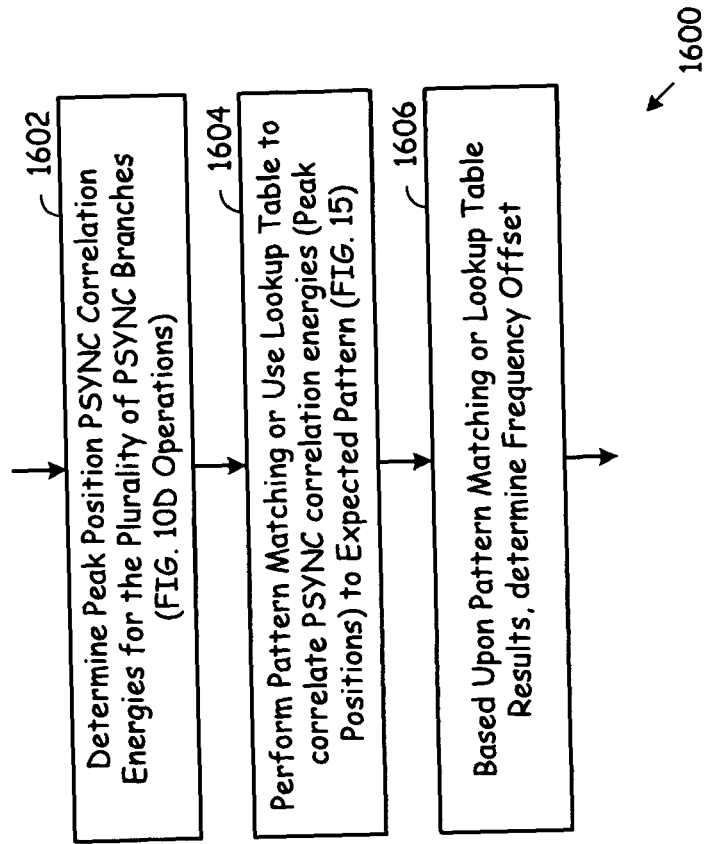 1602
Determine Peak Position PSYNC Correlation
Energies for the Plurality of PSYNC Branches
(FIG. 10D Operations)
1604
Perform Pattern Matching or Use Lookup Table to
correlate PSYNC correlation energies (Peak
Positions) to Expected Pattern (FIG. 15)
1606
Based Upon Pattern Matching or Lookup Table
Results, determine Frequency Offset
1600